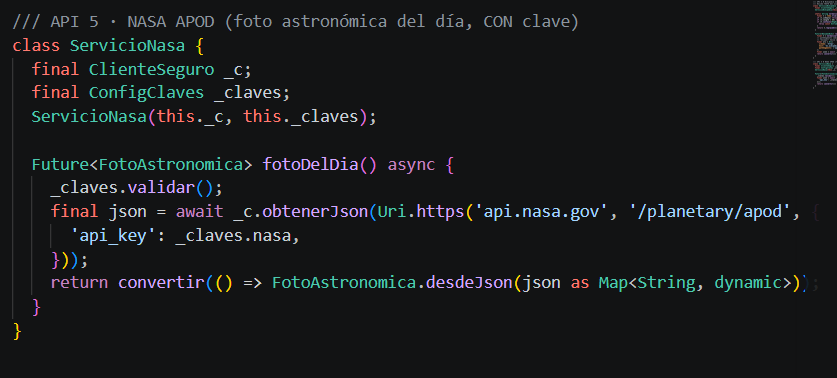 /// API 5 · NASA APOD (foto astronómica del día, CON clave)
class ServicioNasa {
  final ClienteSeguro _c;
  final ConfigClaves _claves;
  ServicioNasa(this._c, this._claves);

  Future<FotoAstronomica> fotoDelDia() async {
    _claves.validar();
    final json = await _c.obtenerJson(Uri.https('api.nasa.gov', '/planetary/apod', {
      'api_key': _claves.nasa,
    }));
    return convertir(() => FotoAstronomica.desdeJson(json as Map<String, dynamic>));
  }
}